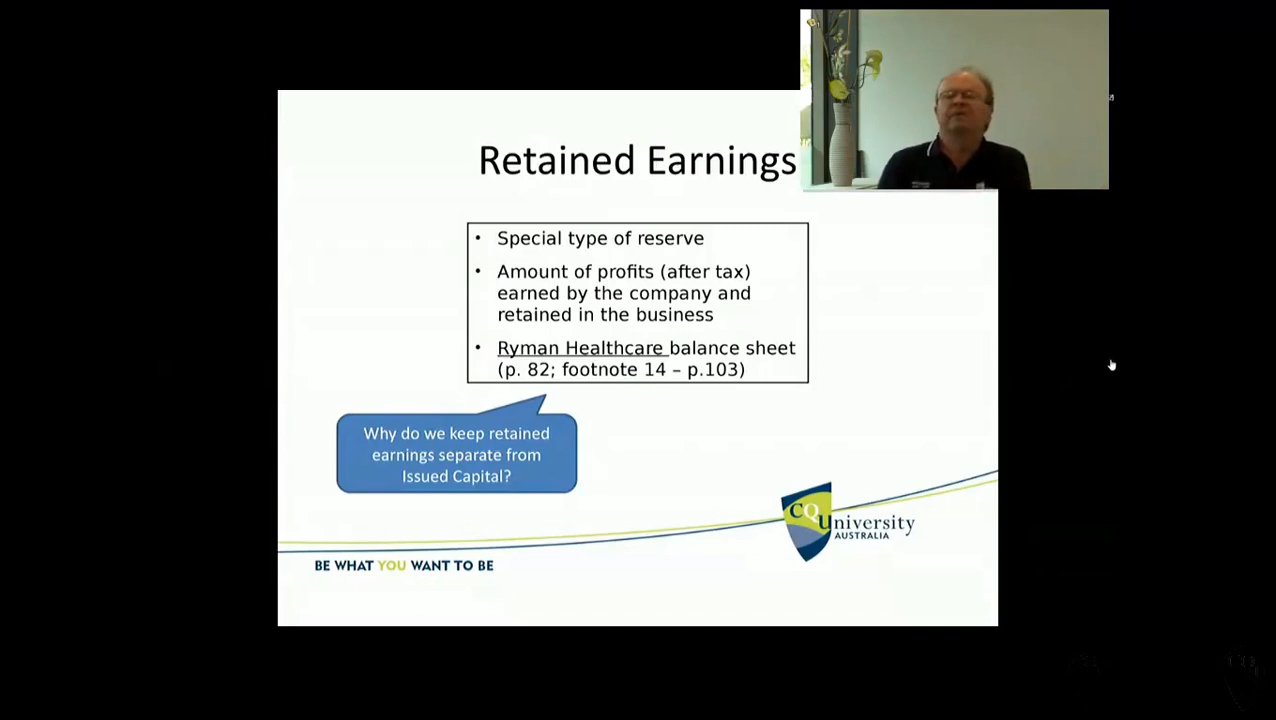 Retained Earnings
• Special type of reserve
• Amount of profits (after tax)
earned by the company and
retained in the business
• Ryman Healthcare balance sheet
(p. 82; footnote 14 – p.103)
Why do we keep retained
earnings separate from
Issued Capital?
CQUniversity
AUSTRALIA
BE WHAT YOU WANT TO BE